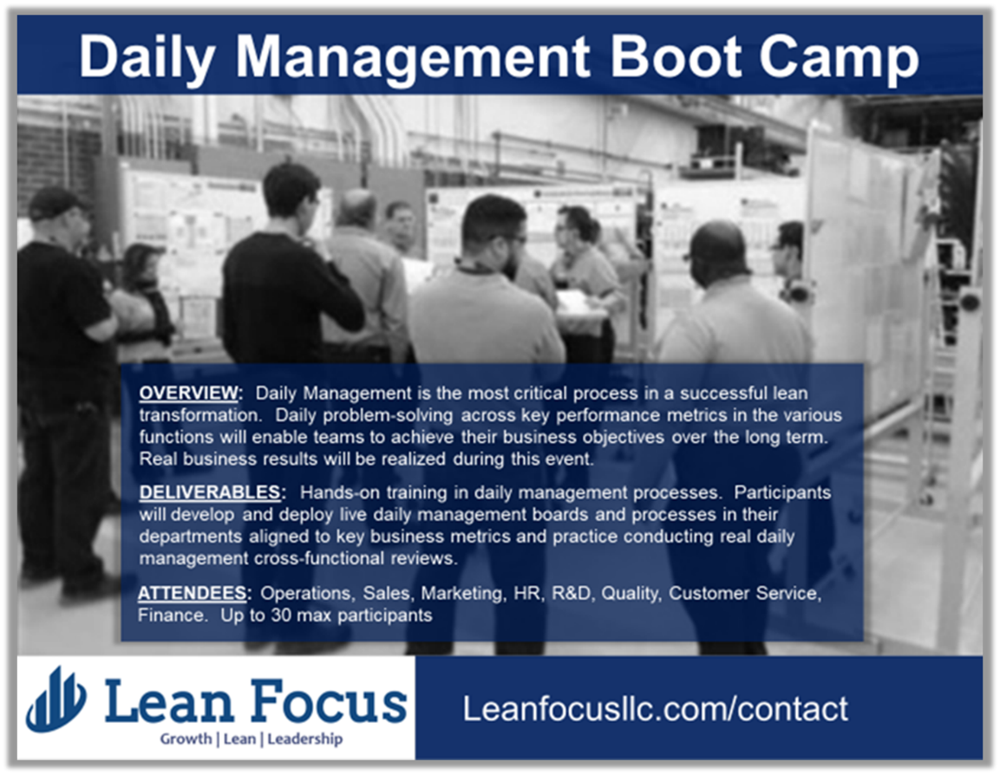 Daily Management Boot Camp
OVERVIEW: Daily Management is the most critical process in a successful lean
transformation. Daily problem-solving across key performance metrics in the various
functions will enable teams to achieve their business objectives over the long term.
Real business results will be realized during this event.
DELIVERABLES: Hands-on training in daily management processes. Participants
will develop and deploy live daily management boards and processes in their
departments aligned to key business metrics and practice conducting real daily
management cross-functional reviews.
ATTENDEES: Operations, Sales, Marketing, HR, R&D, Quality, Customer Service,
Finance. Up to 30 max participants
Lean Focus
Growth | Lean | Leadership
Leanfocusllc.com/contact